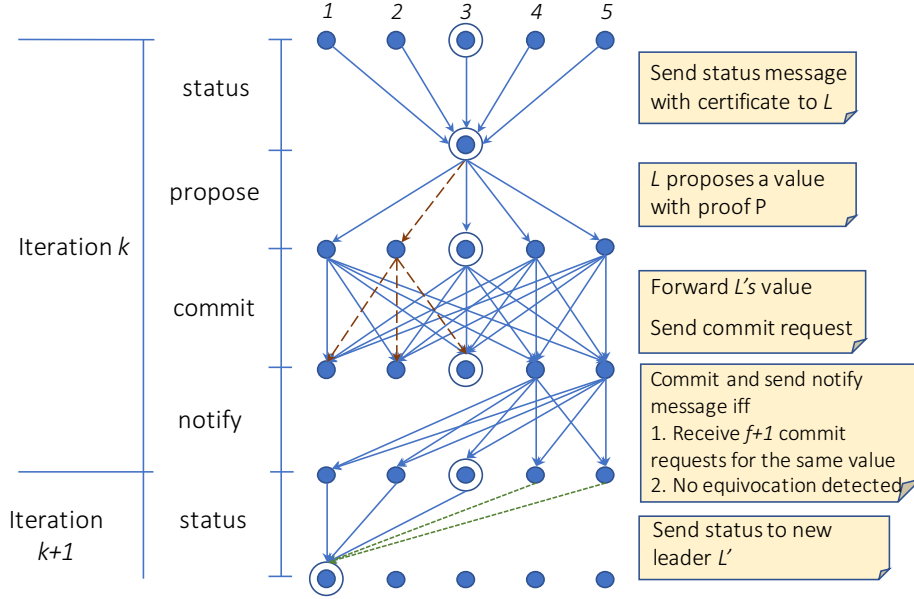 1 2 3 4 5
status
Send status message
with certificate to L
propose
L proposes a value
with proof P
Iteration k
commit
Forward L's value
Send commit request
notify
Commit and send notify
message iff
1. Receive f+1 commit
requests for the same value
2. No equivocation detected
Iteration
k+1
status
Send status to new
leader L'